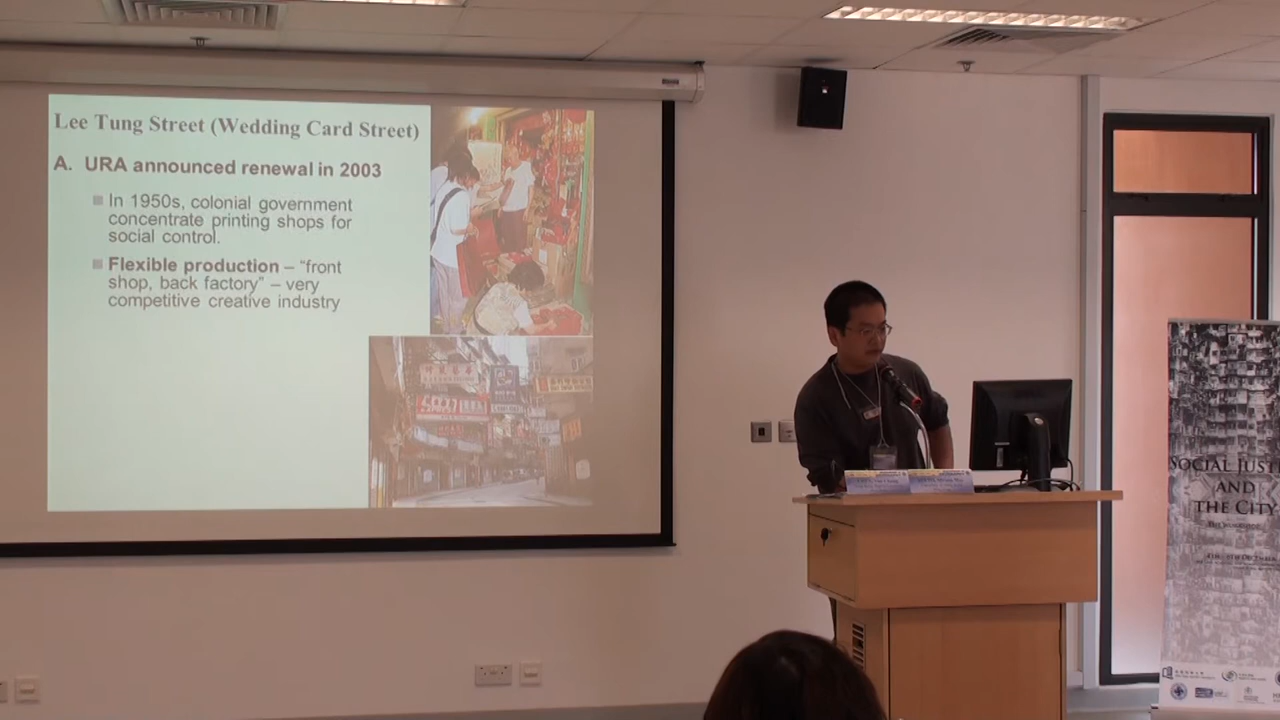 Lee Tung Street (Wedding Card Street)
A. URA announced renewal in 2003
In 1950s, colonial government
concentrate printing shops for
social control.
Flexible production – “front
shop, back factory” – very
competitive creative industry
SOCIAL JUSTI
AND
THE CITY